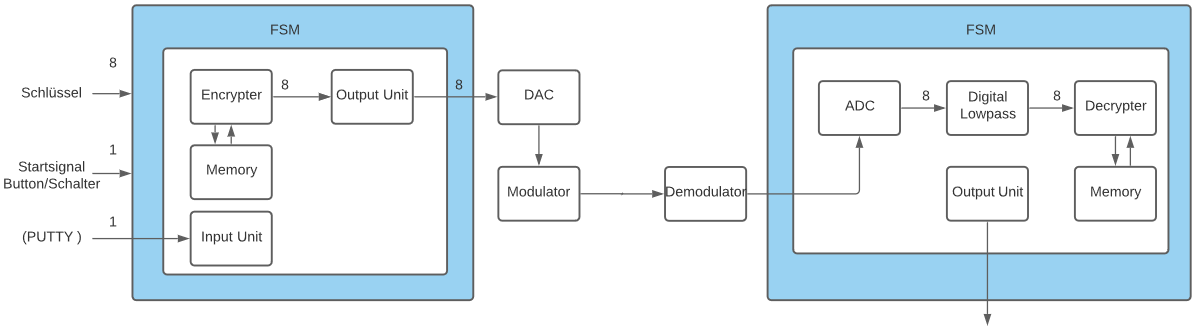 FSM
8
Schlüssel
1
Startsignal
Button/Schalter
1
(PUTTY )
Encrypter
8
Output Unit
8
Memory
Input Unit
DAC
Modulator
Demodulator
FSM
ADC
8
Digital
Lowpass
8
Decrypter
Output Unit
Memory